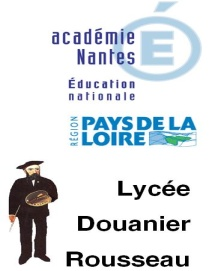 académie
Nantes
É
Éducation
nationale
RÉGION
PAYS DE LA
LOIRE
Lycée
Douanier
Rousseau